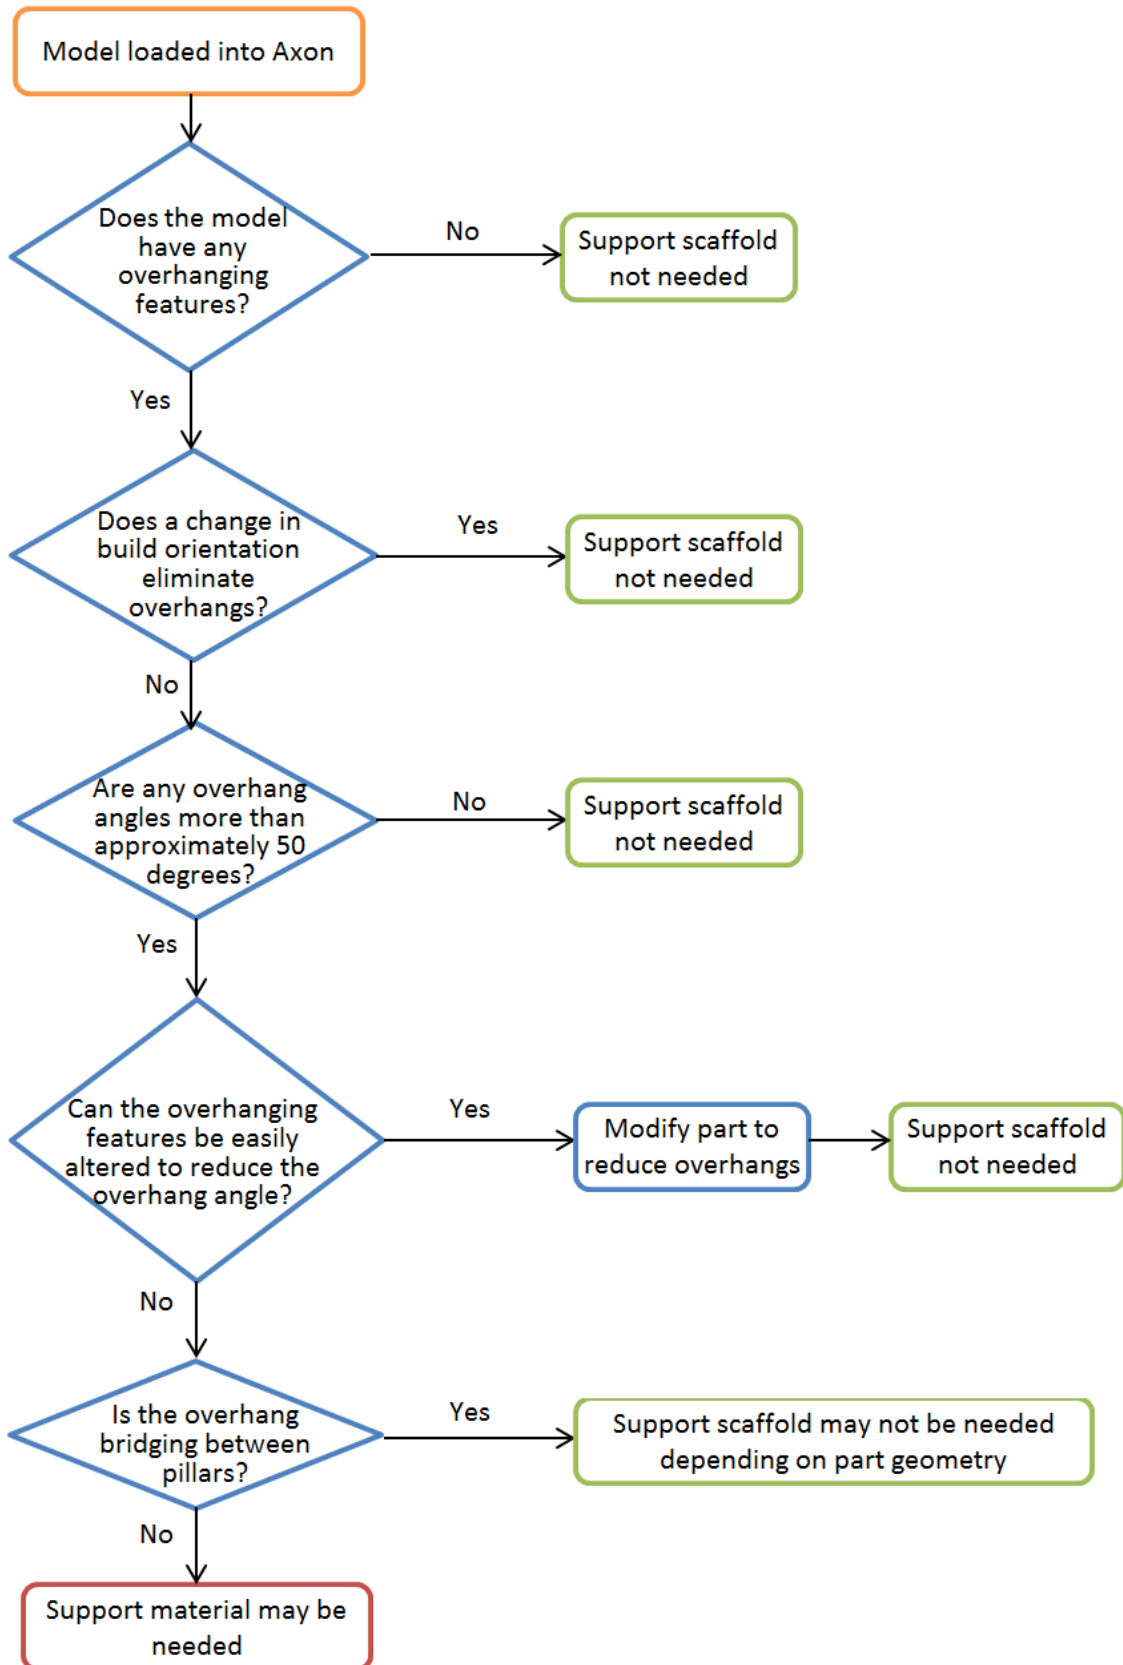 Model loaded into Axon
Does the model
have any
overhanging
features?
No
Support scaffold
not needed
Yes
Does a change in
build orientation
eliminate
overhangs?
Yes
Support scaffold
not needed
No
Are any overhang
angles more than
approximately 50
degrees?
No
Support scaffold
not needed
Yes
Can the overhanging
features be easily
altered to reduce the
overhang angle?
Yes
Modify part to
reduce overhangs
Support scaffold
not needed
No
Is the overhang
bridging between
pillars?
Yes
Support scaffold may not be needed
depending on part geometry
No
Support material may be
needed